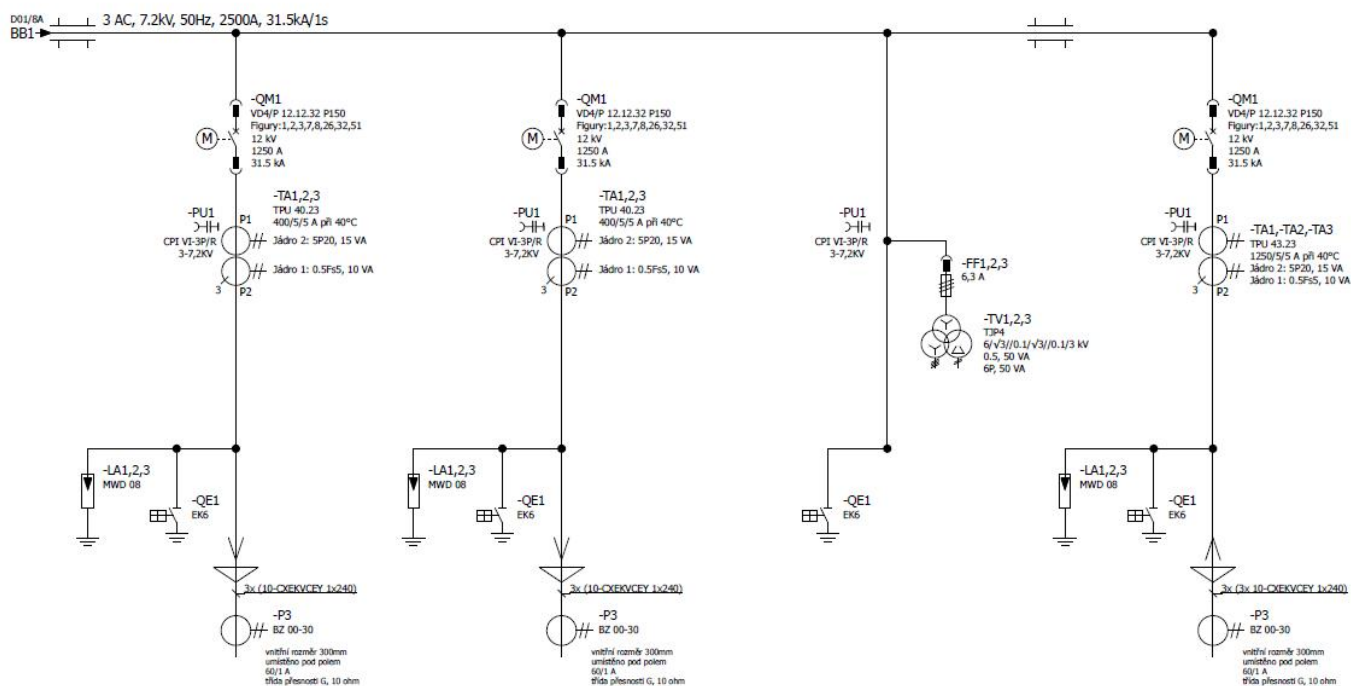 D01/8A
BB1
3 AC, 7.2kV, 50Hz, 2500A, 31.5kA/1s
-QM1
VD4/P 12.12.32 P150
Figury:1,2,3,7,8,26,32,51
12 kV
1250 A
31.5 kA
M
-TA1,2,3
TPU 40.23
400/5/5 A při 40°C
Jádro 2: 5P20, 15 VA
Jádro 1: 0.5Fs5, 10 VA
P1
P2
3
-PU1
CPI VI-3P/R
3-7,2KV
-LA1,2,3
MWD 08
-QE1
EK6
3x (10-CXEKVCEY 1x240)
-P3
BZ 00-30
vnitřní rozměr 300mm
umístěno pod polem
60/1 A
třída přesnosti G, 10 ohm
-QM1
VD4/P 12.12.32 P150
Figury:1,2,3,7,8,26,32,51
12 kV
1250 A
31.5 kA
M
-TA1,2,3
TPU 40.23
400/5/5 A při 40°C
Jádro 2: 5P20, 15 VA
Jádro 1: 0.5Fs5, 10 VA
P1
P2
3
-PU1
CPI VI-3P/R
3-7,2KV
-LA1,2,3
MWD 08
-QE1
EK6
3x (10-CXEKVCEY 1x240)
-P3
BZ 00-30
vnitřní rozměr 300mm
umístěno pod polem
60/1 A
třída přesnosti G, 10 ohm
-PU1
CPI VI-3P/R
3-7,2KV
-FF1,2,3
6,3 A
-TV1,2,3
TJP4
6/√3//0.1/√3//0.1/3 kV
0.5, 50 VA
6P, 50 VA
-QE1
EK6
-QM1
VD4/P 12.12.32 P150
Figury:1,2,3,7,8,26,32,51
12 kV
1250 A
31.5 kA
M
-PU1
CPI VI-3P/R
3-7,2KV
P1
P2
3
-TA1,-TA2,-TA3
TPU 43.23
1250/5/5 A při 40°C
Jádro 2: 5P20, 15 VA
Jádro 1: 0.5Fs5, 10 VA
-LA1,2,3
MWD 08
-QE1
EK6
3x (3x 10-CXEKVCEY 1x240)
-P3
BZ 00-30
vnitřní rozměr 300mm
umístěno pod polem
60/1 A
třída přesnosti G, 10 ohm